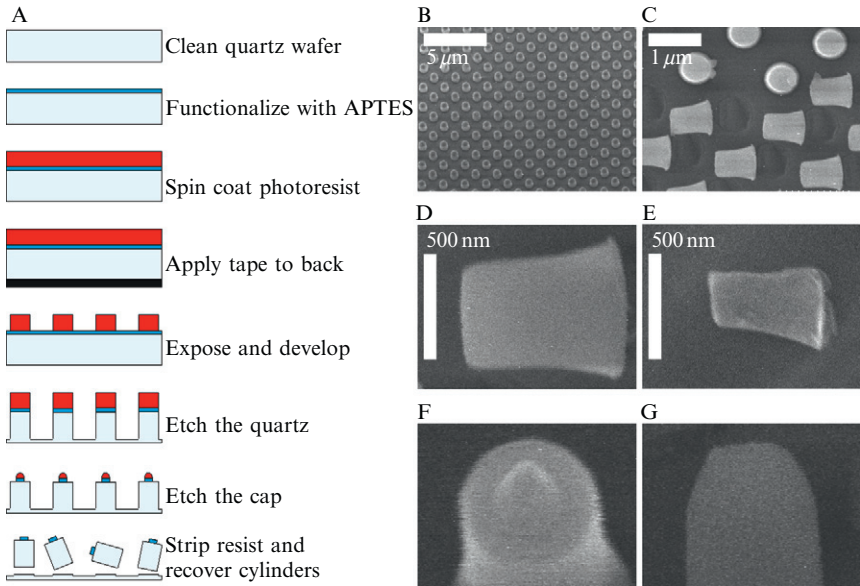 A
Clean quartz wafer
Functionalize with APTES
Spin coat photoresist
Apply tape to back
Expose and develop
Etch the quartz
Etch the cap
Strip resist and
recover cylinders
B
5 µm
C
1 µm
D
500 nm
E
500 nm
F
G